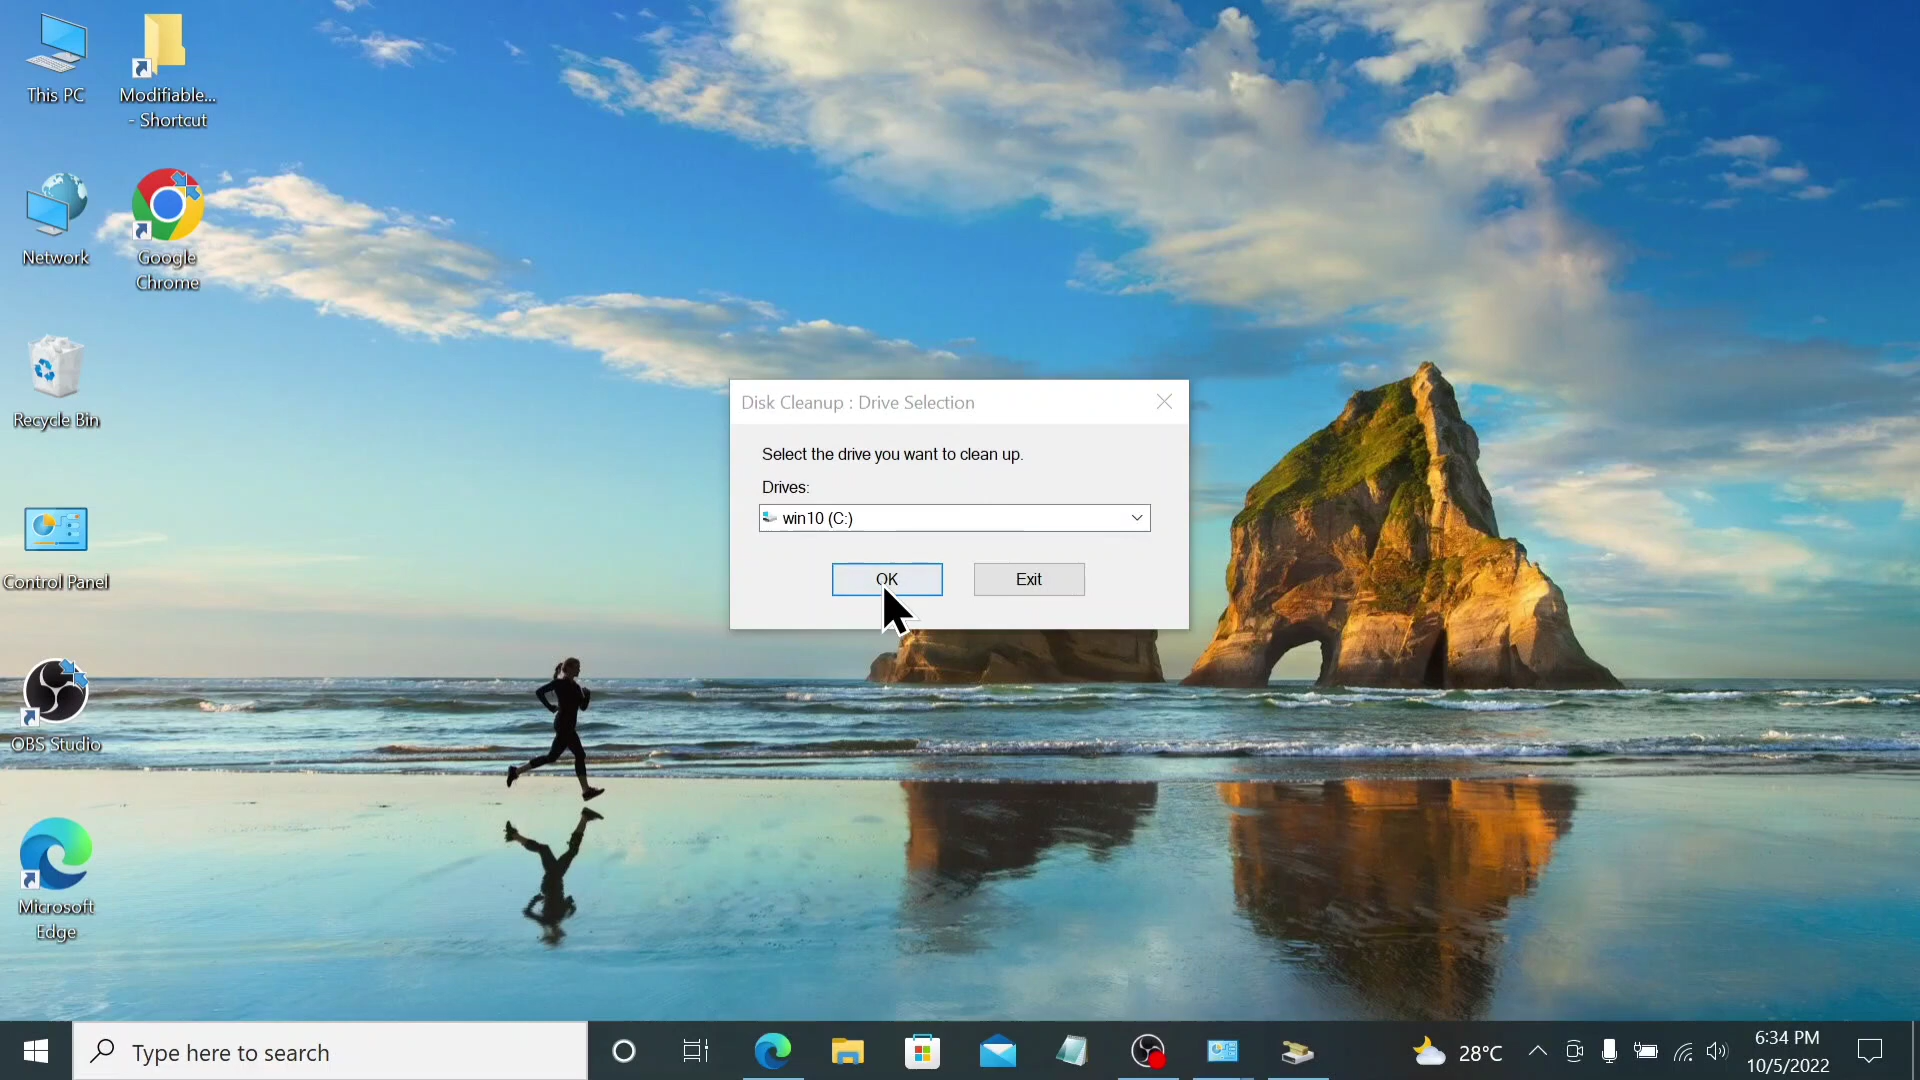 This PC
Modifiable...
- Shortcut
Network
Google
Chrome
Recycle Bin
Control Panel
OBS Studio
Microsoft
Edge
Disk Cleanup : Drive Selection
Select the drive you want to clean up.
Drives:
win10 (C:)
OK
Exit
Type here to search
28°C
6:34 PM
10/5/2022